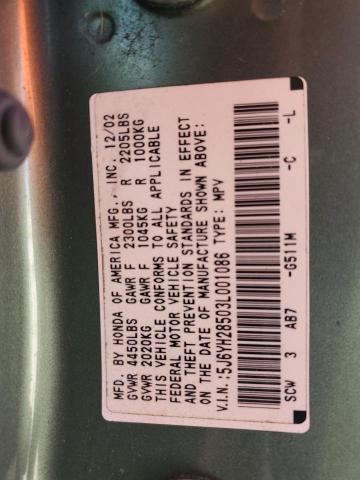 MFD. BY HONDA OF AMERICA MFG., INC. 12/02
GVWR 4450LBS GAWR F 2300LBS R 2205LBS
GVWR 2020KG GAWR F 1045KG R 1000KG
THIS VEHICLE CONFORMS TO ALL APPLICABLE
FEDERAL MOTOR VEHICLE SAFETY
AND THEFT PREVENTION STANDARDS IN EFFECT
ON THE DATE OF MANUFACTURE SHOWN ABOVE:
V.I.N.:5J6YH28503L001086 TYPE: MPV
SCW 3 AB7 -G511M -C -L